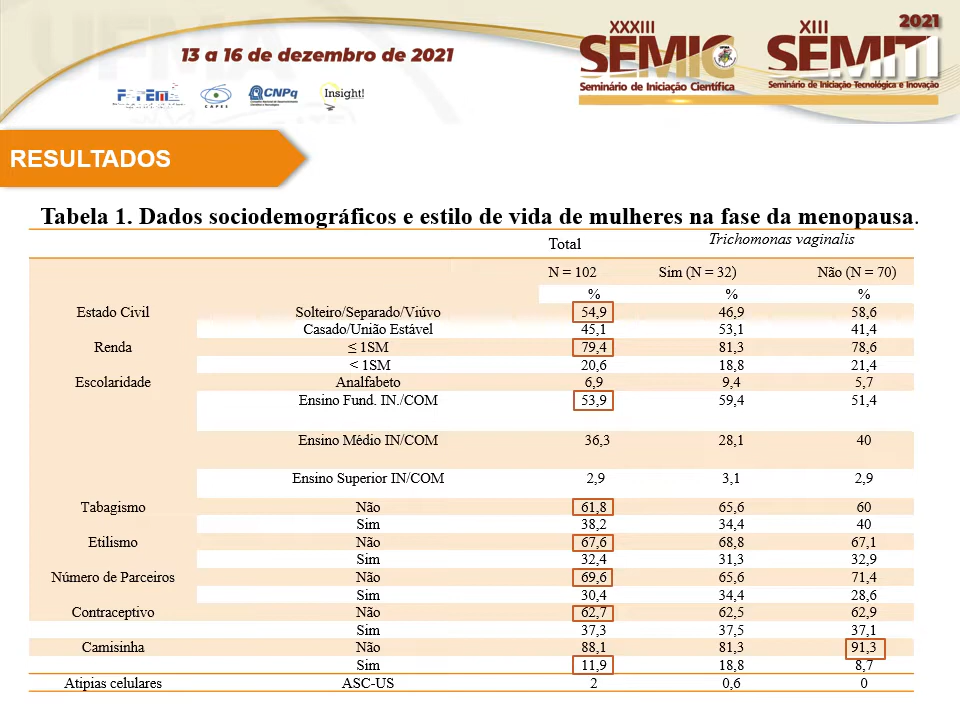 2021
XXXIII
XIII
13 a 16 de dezembro de 2021
SEMIC
SEMITI
Seminário de Iniciação Científica
Seminário de Iniciação Tecnológica e Inovação
CAPES
CNPq
Insight!
RESULTADOS
Tabela 1. Dados sociodemográficos e estilo de vida de mulheres na fase da menopausa.
Total Trichomonas vaginalis
N = 102 Sim (N = 32) Não (N = 70)
% % %
Estado Civil Solteiro/Separado/Viúvo 54,9 46,9 58,6
Casado/União Estável 45,1 53,1 41,4
Renda ≤ 1SM 79,4 81,3 78,6
< 1SM 20,6 18,8 21,4
Escolaridade Analfabeto 6,9 9,4 5,7
Ensino Fund. IN./COM 53,9 59,4 51,4
Ensino Médio IN/COM 36,3 28,1 40
Ensino Superior IN/COM 2,9 3,1 2,9
Tabagismo Não 61,8 65,6 60
Sim 38,2 34,4 40
Etilismo Não 67,6 68,8 67,1
Sim 32,4 31,3 32,9
Número de Parceiros Não 69,6 65,6 71,4
Sim 30,4 34,4 28,6
Contraceptivo Não 62,7 62,5 62,9
Sim 37,3 37,5 37,1
Camisinha Não 88,1 81,3 91,3
Sim 11,9 18,8 8,7
Atipias celulares ASC-US 2 0,6 0